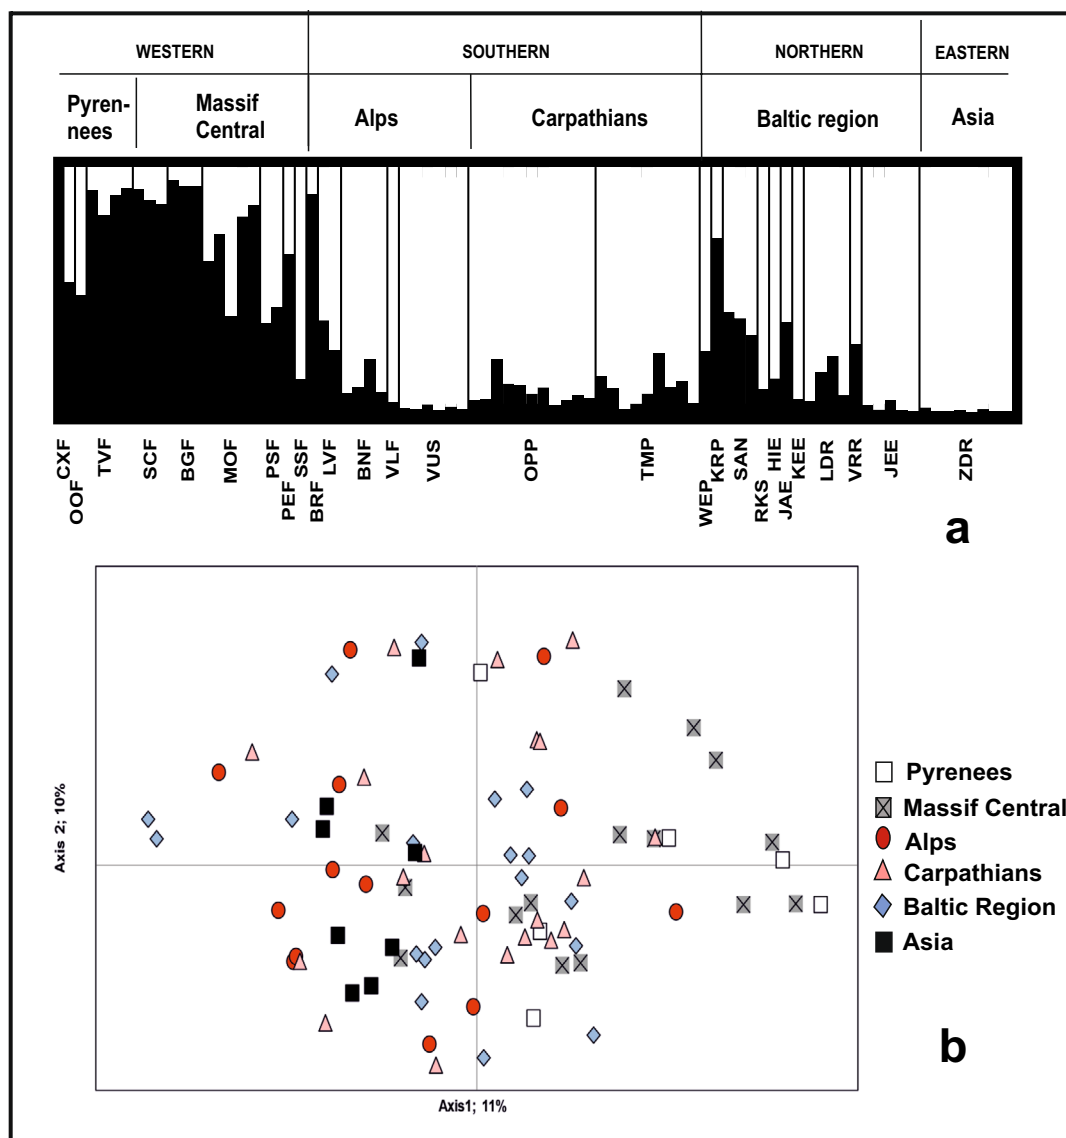 WESTERN SOUTHERN NORTHERN EASTERN
Pyren-
nees
Massif
Central
Alps
Carpathians
Baltic region
Asia
CXF
OOF
TVF
SCF
BGF
MOF
PSF
PEF
SSF
BRF
LVF
BNF
VLF
VUS
OPP
TMP
WEP
KRP
SAN
RKS
HIE
JAE
KEE
LDR
VRR
JEE
ZDR
a
Axis 2; 10%
Axis1; 11%
Pyrenees
Massif Central
Alps
Carpathians
Baltic Region
Asia
b